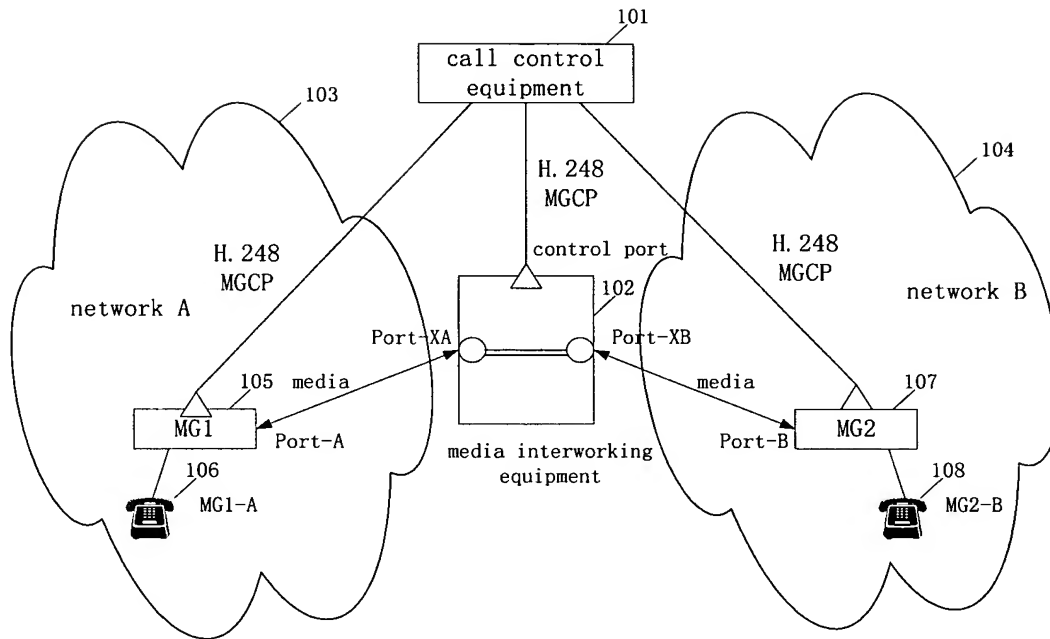 101
call control
equipment
103
104
H. 248
MGCP
H. 248
MGCP
H. 248
MGCP
control port
network A
102
network B
Port-XA
Port-XB
105
media
media
107
MG1
Port-A
Port-B
MG2
media interworking
equipment
106
MG1-A
108
MG2-B